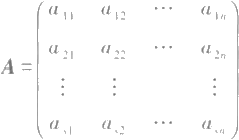 A = ( a₁₁ a₁₂ ⋯ a₁ₙ
a₂₁ a₂₂ ⋯ a₂ₙ
⋮ ⋮ ⋮
aₛ₁ aₛ₂ ⋯ aₛₙ )